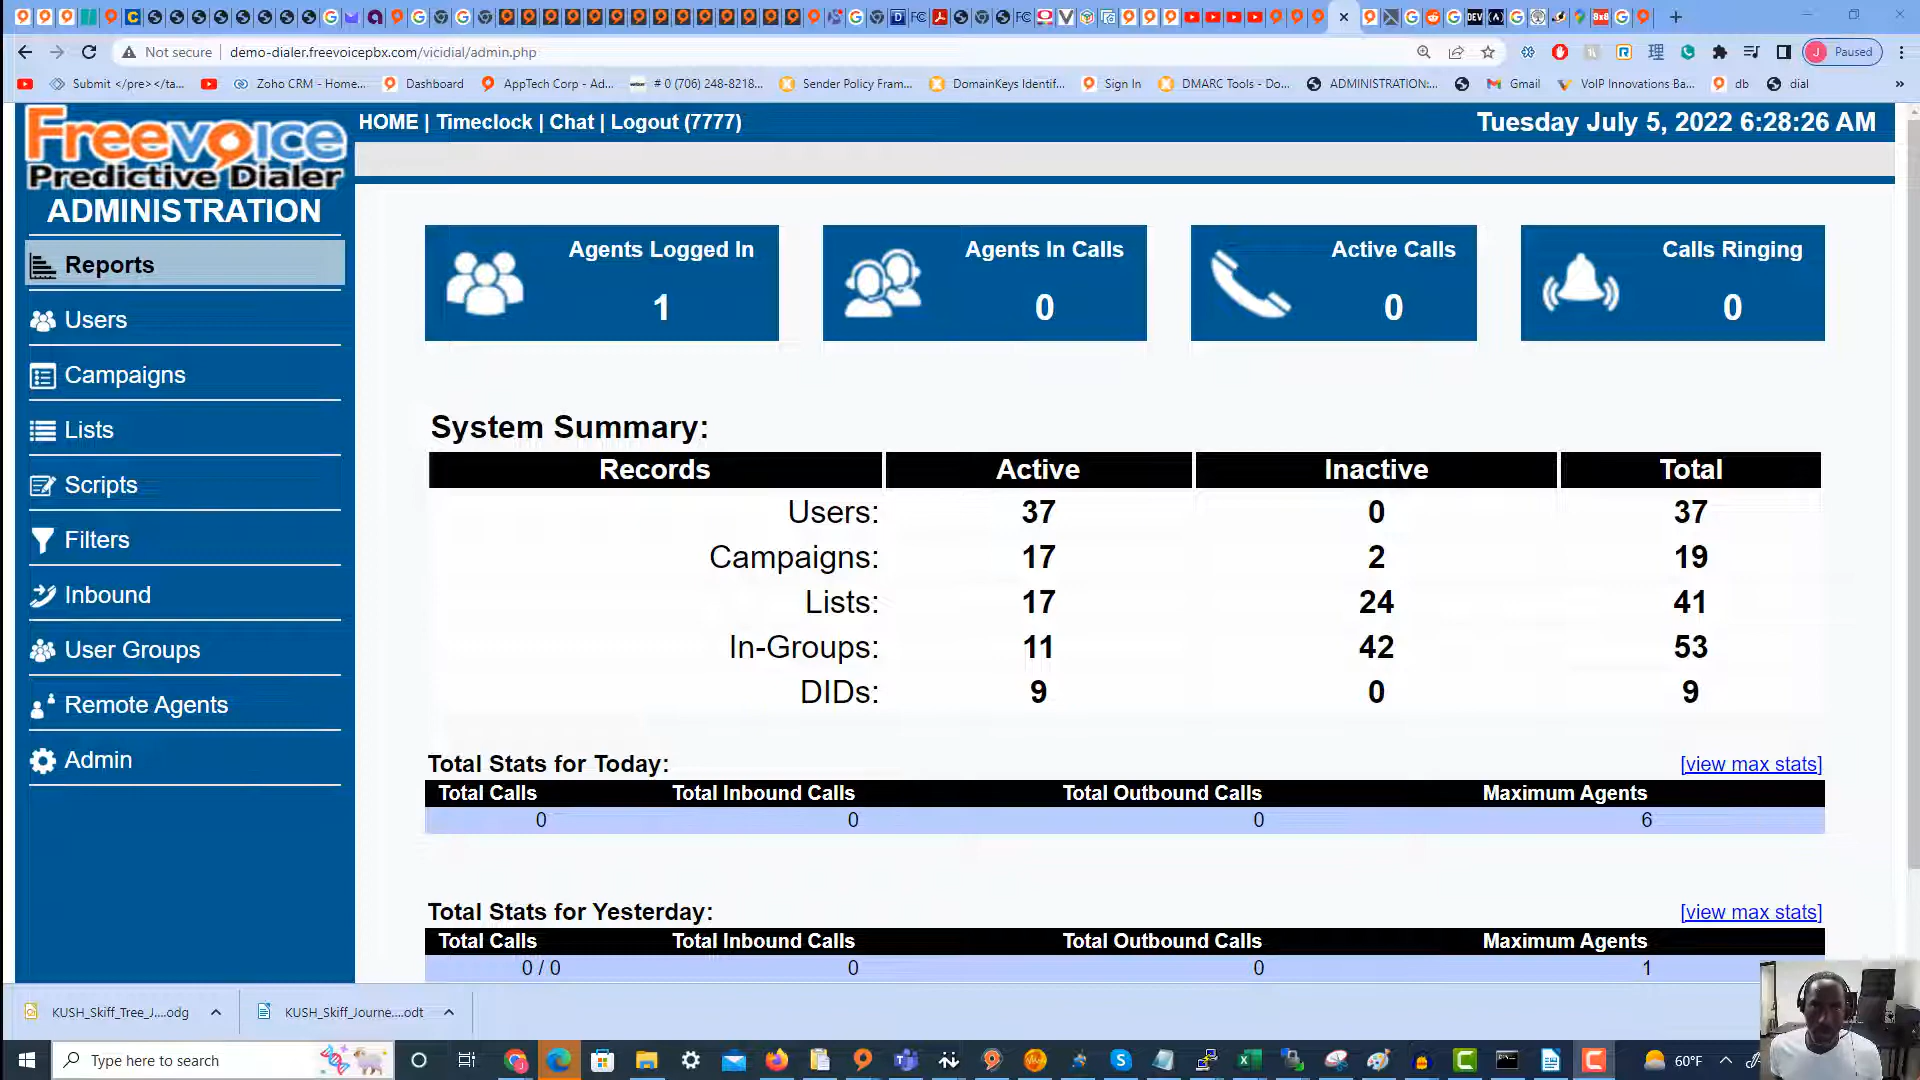 Not secure | demo-dialer.freevoicepbx.com/vicidial/admin.php
J Paused
Submit </pre></ta... Zoho CRM - Home... Dashboard AppTech Corp - Ad... # 0 (706) 248-8218... Sender Policy Fram... DomainKeys Identif... Sign In DMARC Tools - Do... ADMINISTRATION:... Gmail VoIP Innovations Ba... db dial »
Freevoice
Predictive Dialer
ADMINISTRATION
HOME | Timeclock | Chat | Logout (7777)
Tuesday July 5, 2022 6:28:26 AM
Reports
Users
Campaigns
Lists
Scripts
Filters
Inbound
User Groups
Remote Agents
Admin
Agents Logged In
1
Agents In Calls
0
Active Calls
0
Calls Ringing
0
System Summary:
Records Active Inactive Total
Users: 37 0 37
Campaigns: 17 2 19
Lists: 17 24 41
In-Groups: 11 42 53
DIDs: 9 0 9
Total Stats for Today: [view max stats]
Total Calls Total Inbound Calls Total Outbound Calls Maximum Agents
0 0 0 6
Total Stats for Yesterday: [view max stats]
Total Calls Total Inbound Calls Total Outbound Calls Maximum Agents
0 / 0 0 0 1
KUSH_Skiff_Tree_J....odg KUSH_Skiff_Journe....odt
Type here to search
60°F